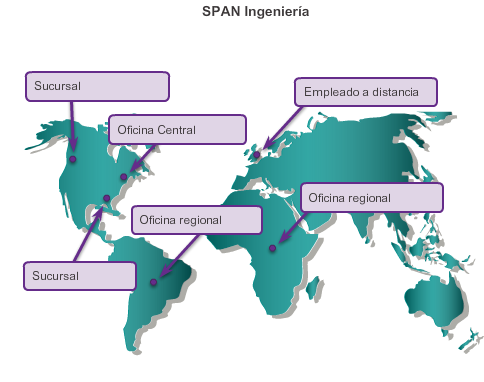 SPAN Ingeniería
Sucursal
Empleado a distancia
Oficina Central
Oficina regional
Oficina regional
Sucursal